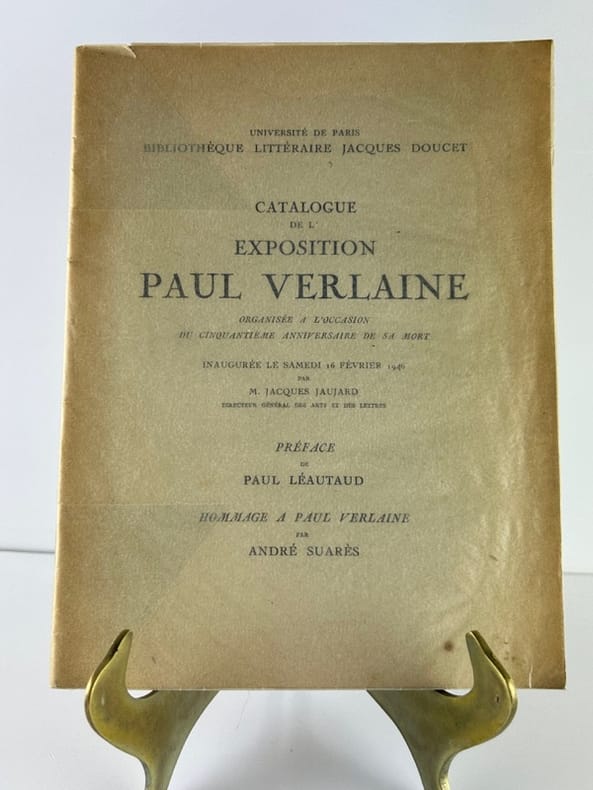 UNIVERSITÉ DE PARIS
BIBLIOTHÈQUE LITTÉRAIRE JACQUES DOUCET
CATALOGUE
DE L'
EXPOSITION
PAUL VERLAINE
ORGANISÉE A L'OCCASION
DU CINQUANTIÈME ANNIVERSAIRE DE SA MORT
INAUGURÉE LE SAMEDI 16 FÉVRIER 1946
PAR
M. JACQUES JAUJARD
DIRECTEUR GÉNÉRAL DES ARTS ET DES LETTRES
PRÉFACE
DE
PAUL LÉAUTAUD
HOMMAGE A PAUL VERLAINE
PAR
ANDRÉ SUARÈS